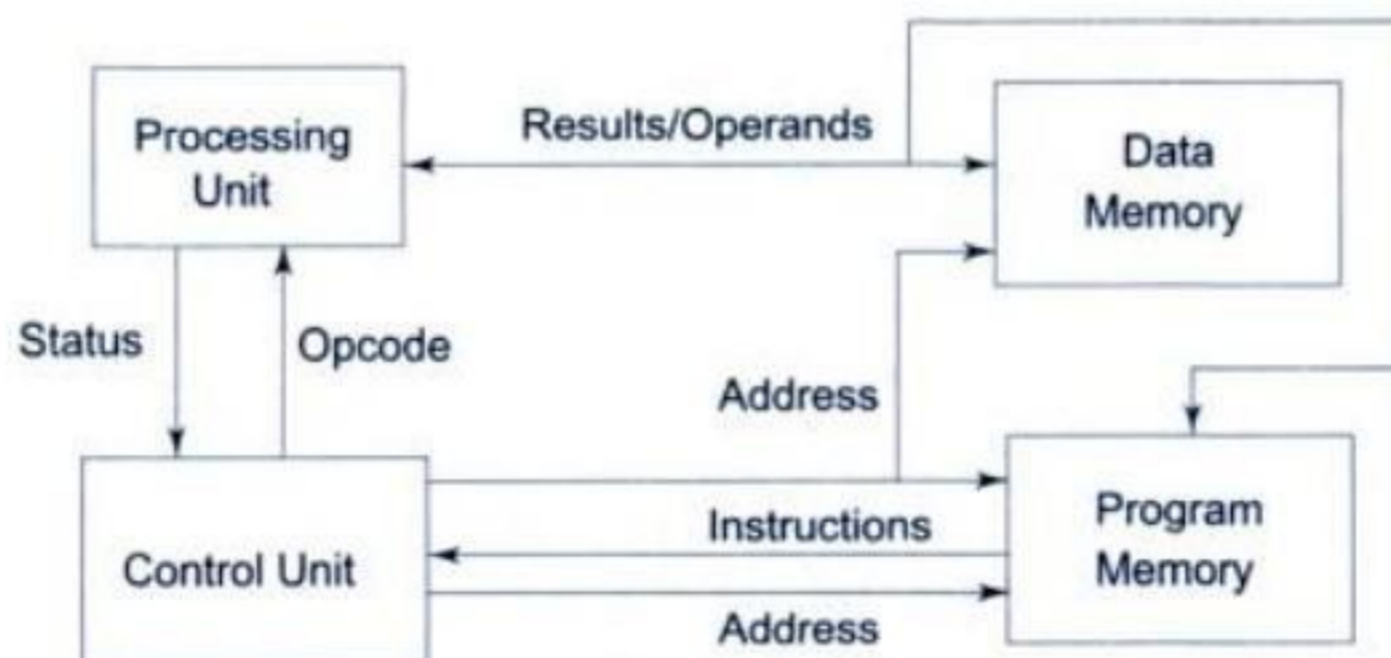 Processing
Unit
Results/Operands
Data
Memory
Status
Opcode
Address
Instructions
Program
Memory
Control Unit
Address